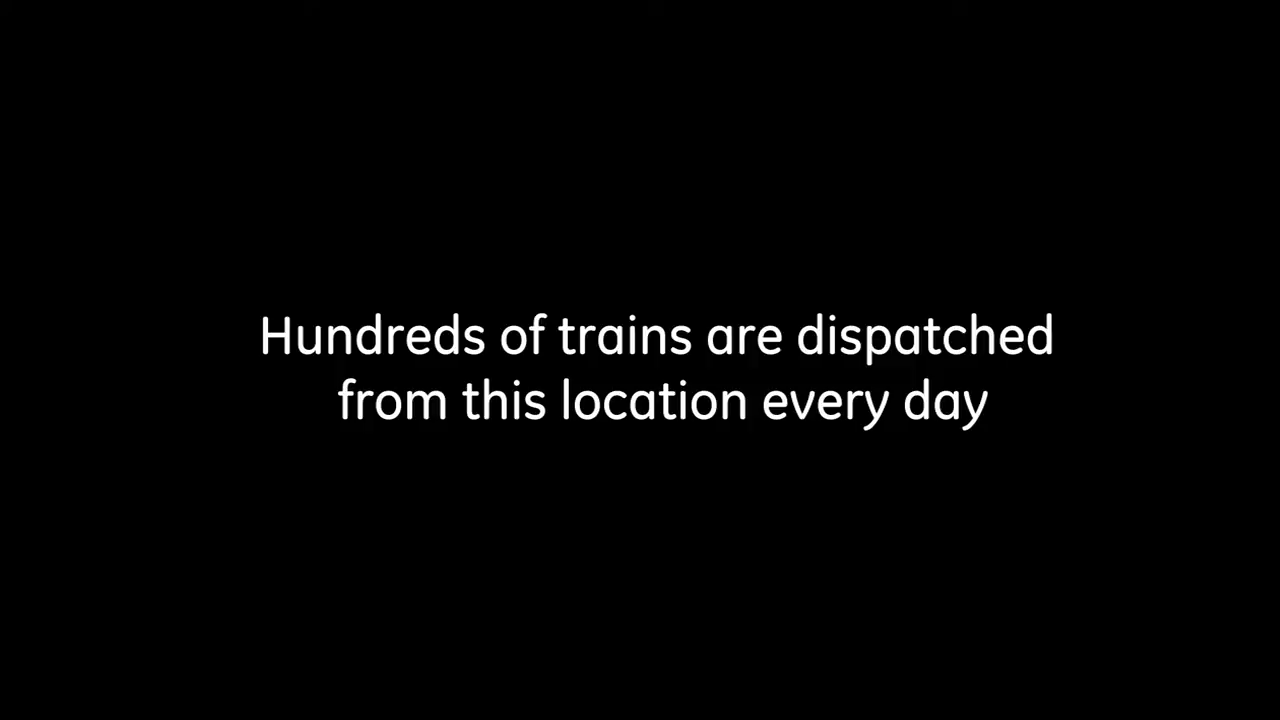 Hundreds of trains are dispatched
from this location every day